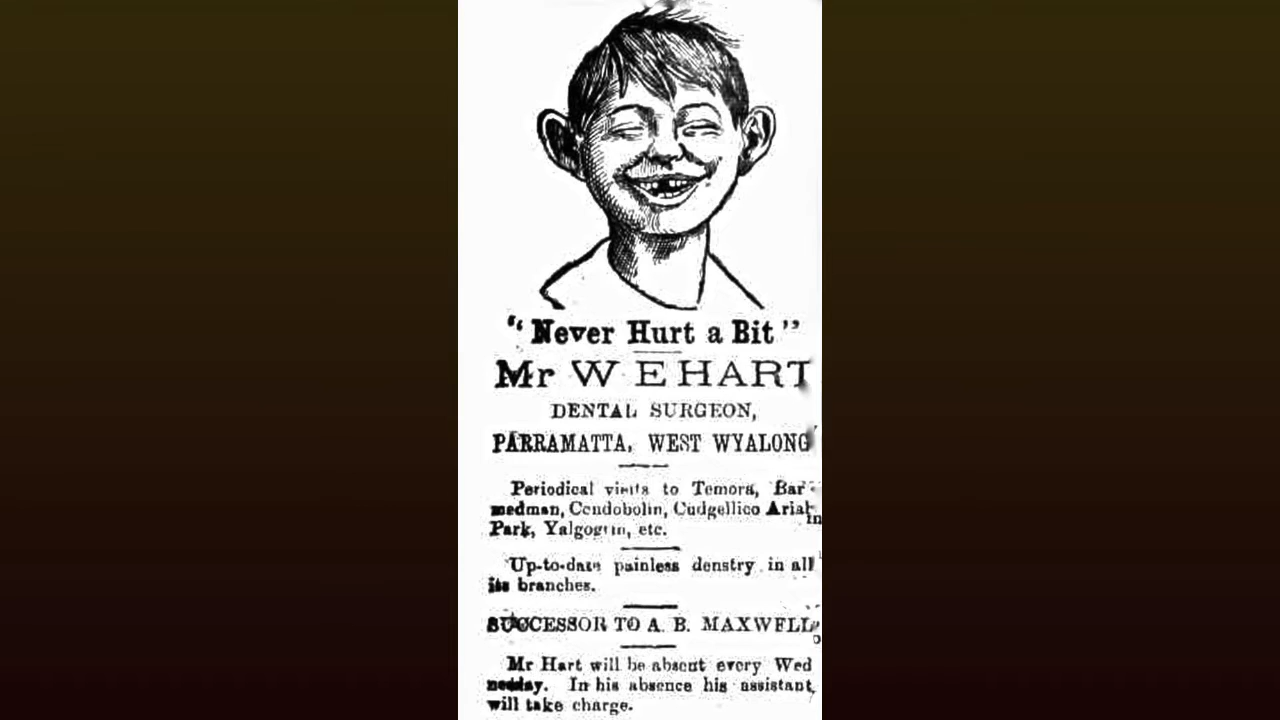 "Never Hurt a Bit"
Mr W E HART
DENTAL SURGEON,
PARRAMATTA, WEST WYALONG
Periodical visits to Temora, Bar-
medman, Condobolin, Cudgellico Ariah
Park, Yalgogrin, etc.
Up-to-date painless denstry in all
its branches.
SUCCESSOR TO A. B. MAXWELL
Mr Hart will be absent every Wed
nesday. In his absence his assistant,
will take charge.